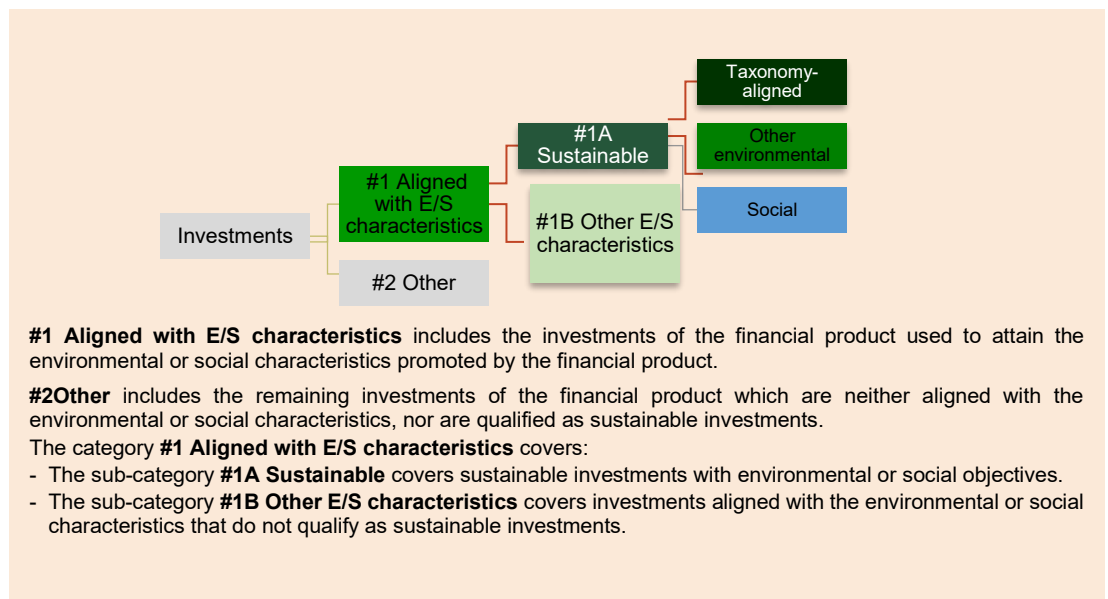 Taxonomy-
aligned
#1A
Sustainable
Other
environmental
#1 Aligned
with E/S
characteristics
#1B Other E/S
characteristics
Social
Investments
#2 Other
#1 Aligned with E/S characteristics includes the investments of the financial product used to attain the
environmental or social characteristics promoted by the financial product.
#2Other includes the remaining investments of the financial product which are neither aligned with the
environmental or social characteristics, nor are qualified as sustainable investments.
The category #1 Aligned with E/S characteristics covers:
- The sub-category #1A Sustainable covers sustainable investments with environmental or social objectives.
- The sub-category #1B Other E/S characteristics covers investments aligned with the environmental or social
characteristics that do not qualify as sustainable investments.